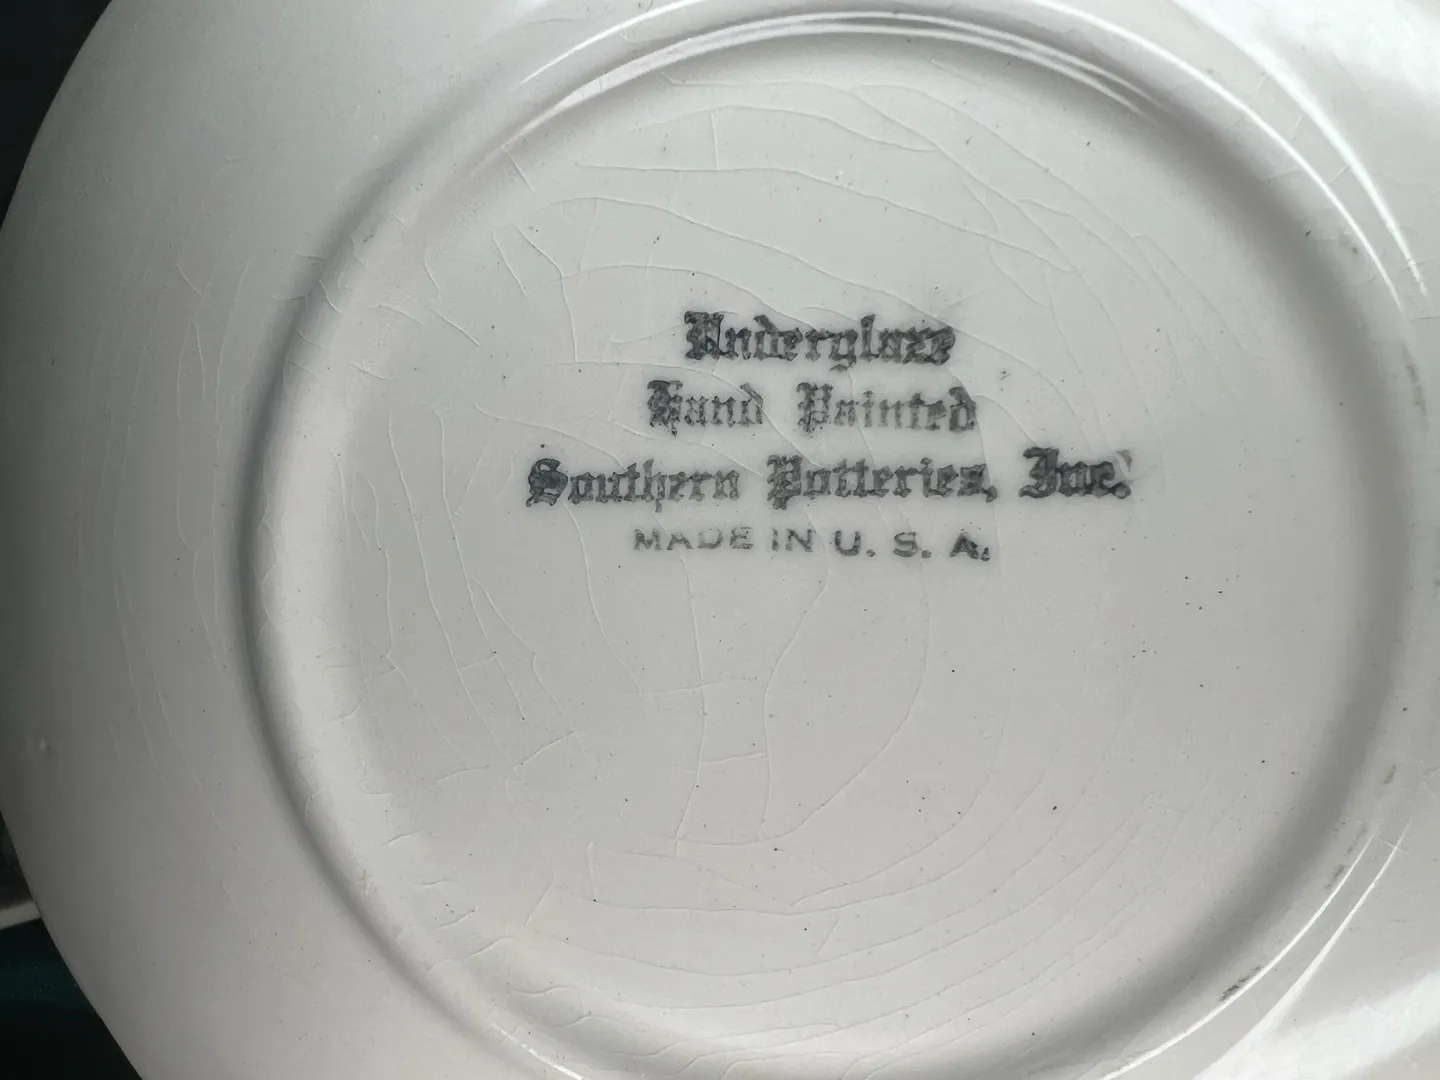 Underglaze
Hand Painted
Southern Potteries, Inc.
MADE IN U. S. A.